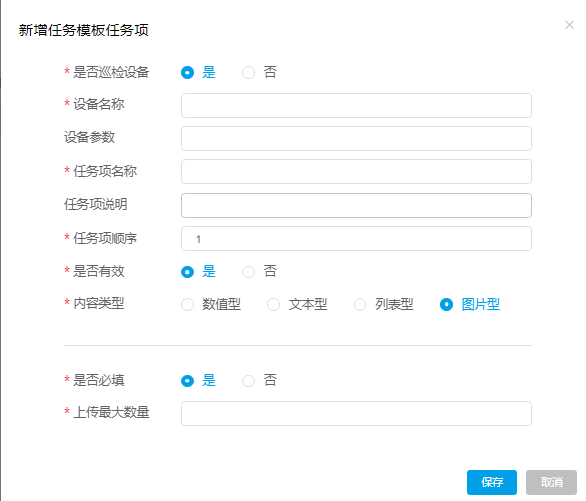 新增任务模板任务项
* 是否巡检设备 是 否
* 设备名称
设备参数
* 任务项名称
任务项说明
* 任务项顺序 1
* 是否有效 是 否
* 内容类型 数值型 文本型 列表型 图片型
* 是否必填 是 否
* 上传最大数量
保存 取消